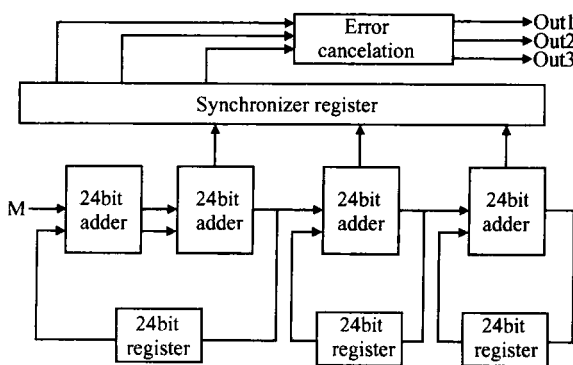 Error
cancelation
Out1
Out2
Out3
Synchronizer register
M
24bit
adder
24bit
adder
24bit
adder
24bit
adder
24bit
register
24bit
register
24bit
register